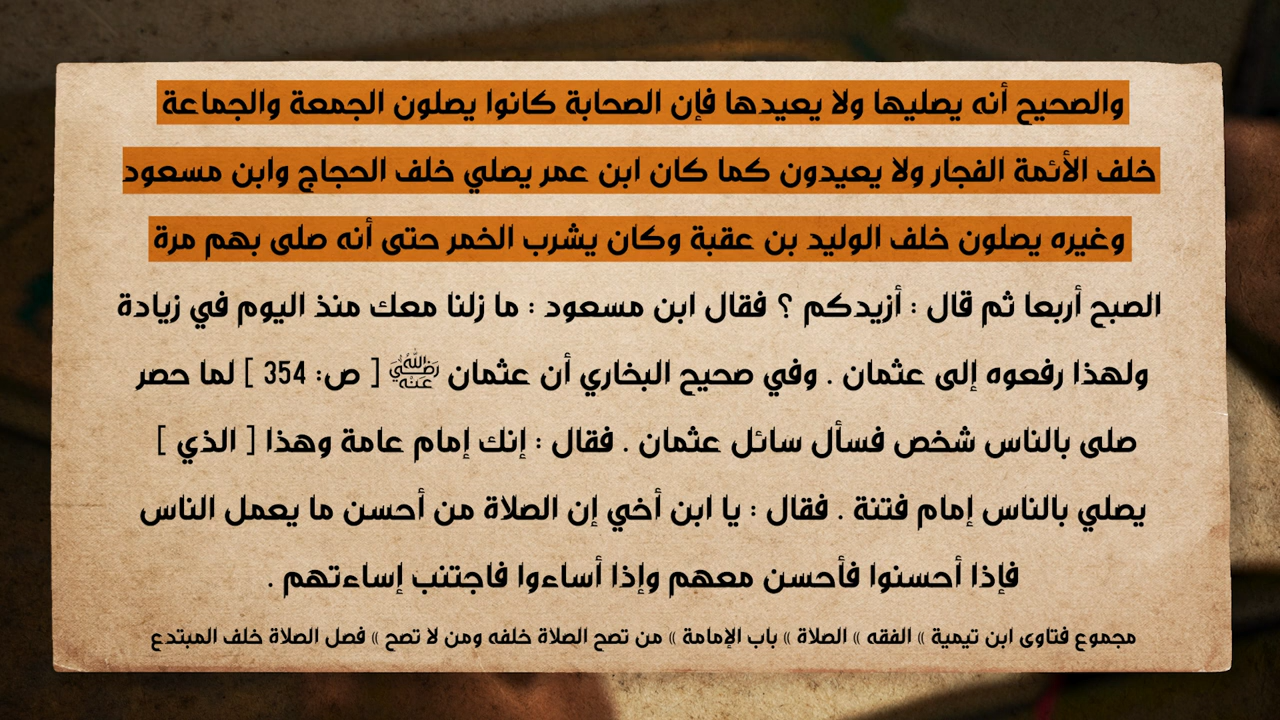 والصحيح أنه يصليها ولا يعيدها فإن الصحابة كانوا يصلون الجمعة والجماعة
خلف الأئمة الفجار ولا يعيدون كما كان ابن عمر يصلي خلف الحجاج وابن مسعود
وغيره يصلون خلف الوليد بن عقبة وكان يشرب الخمر حتى أنه صلى بهم مرة
الصبح أربعا ثم قال : أزيدكم ؟ فقال ابن مسعود : ما زلنا معك منذ اليوم في زيادة
ولهذا رفعوه إلى عثمان . وفي صحيح البخاري أن عثمان رضي الله عنه [ ص: 354 ] لما حصر
صلى بالناس شخص فسأل سائل عثمان . فقال : إنك إمام عامة وهذا [ الذي ]
يصلي بالناس إمام فتنة . فقال : يا ابن أخي إن الصلاة من أحسن ما يعمل الناس
فإذا أحسنوا فأحسن معهم وإذا أساءوا فاجتنب إساءتهم .
مجموع فتاوى ابن تيمية » الفقه » الصلاة » باب الإمامة » من تصح الصلاة خلفه ومن لا تصح » فصل الصلاة خلف المبتدع